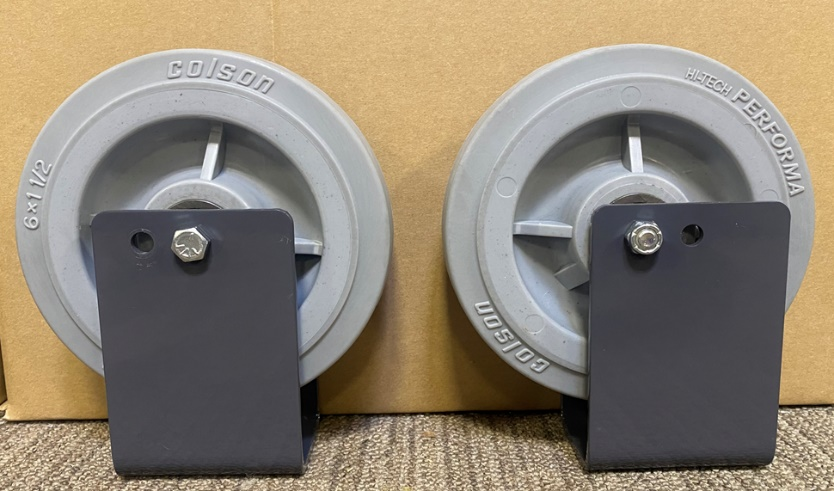 colson
6×1 1/2
HI-TECH PERFORMA
colson